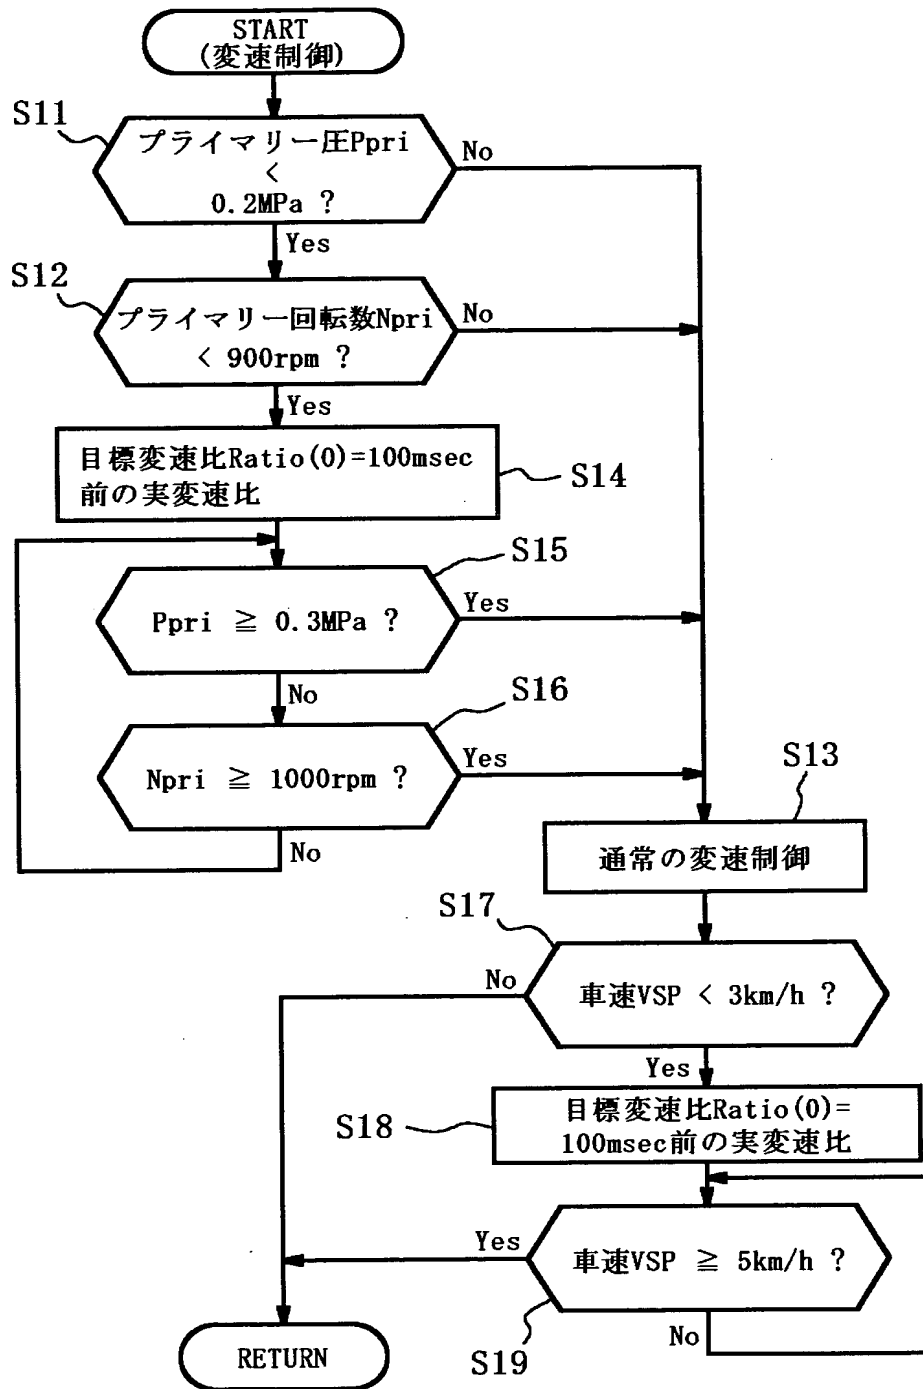 START
(変速制御)
S11
プライマリー圧Ppri
<
0.2MPa ?
No
Yes
S12
プライマリー回転数Npri
< 900rpm ?
No
Yes
目標変速比Ratio(0)=100msec
前の実変速比
S14
S15
Ppri ≧ 0.3MPa ?
Yes
No
S16
Npri ≧ 1000rpm ?
Yes
No
S13
通常の変速制御
S17
車速VSP < 3km/h ?
No
Yes
S18
目標変速比Ratio(0)=
100msec前の実変速比
車速VSP ≧ 5km/h ?
Yes
No
S19
RETURN